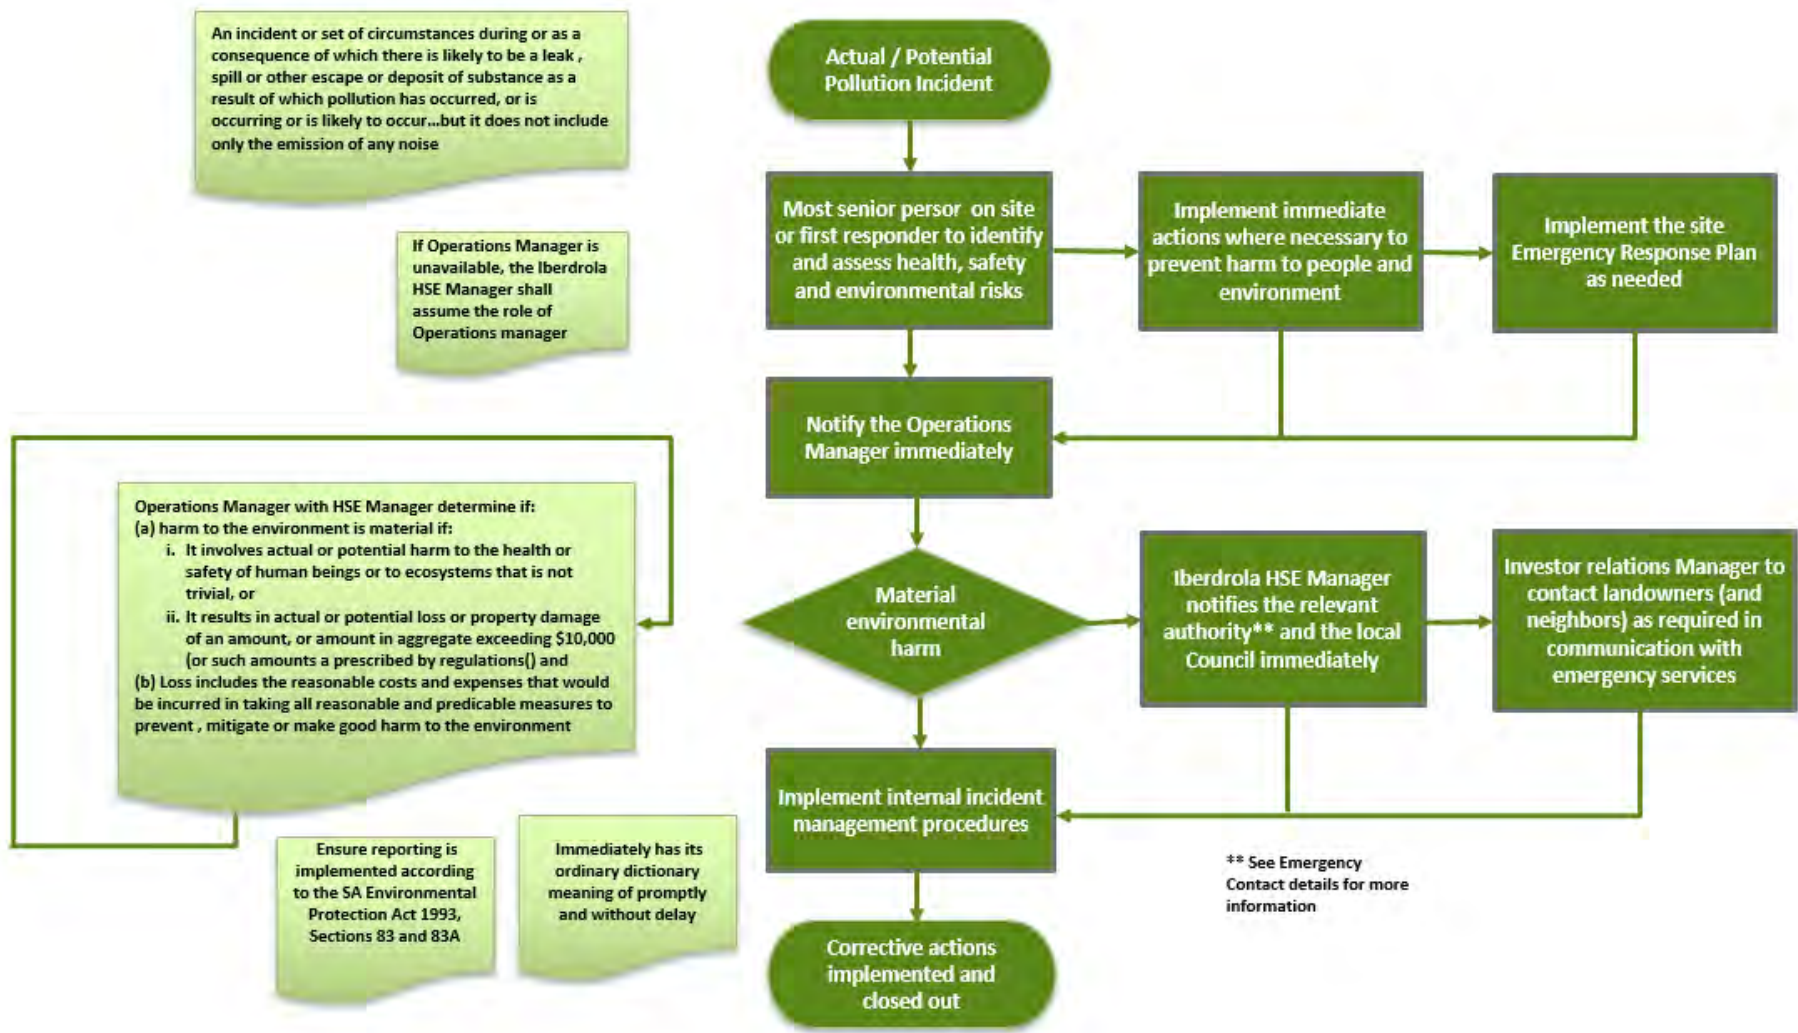 An incident or set of circumstances during or as a
consequence of which there is likely to be a leak ,
spill or other escape or deposit of substance as a
result of which pollution has occurred, or is
occurring or is likely to occur...but it does not include
only the emission of any noise
Actual / Potential
Pollution Incident
If Operations Manager is
unavailable, the Iberdrola
HSE Manager shall
assume the role of
Operations manager
Most senior persor on site
or first responder to identify
and assess health, safety
and environmental risks
Implement immediate
actions where necessary to
prevent harm to people and
environment
Implement the site
Emergency Response Plan
as needed
Notify the Operations
Manager immediately
Operations Manager with HSE Manager determine if:
(a) harm to the environment is material if:
i. It involves actual or potential harm to the health or
safety of human beings or to ecosystems that is not
trivial, or
ii. It results in actual or potential loss or property damage
of an amount, or amount in aggregate exceeding $10,000
(or such amounts a prescribed by regulations() and
(b) Loss includes the reasonable costs and expenses that would
be incurred in taking all reasonable and predicable measures to
prevent , mitigate or make good harm to the environment
Material
environmental
harm
Iberdrola HSE Manager
notifies the relevant
authority** and the local
Council immediately
Investor relations Manager to
contact landowners (and
neighbors) as required in
communication with
emergency services
Implement internal incident
management procedures
Ensure reporting is
implemented according
to the SA Environmental
Protection Act 1993,
Sections 83 and 83A
Immediately has its
ordinary dictionary
meaning of promptly
and without delay
** See Emergency
Contact details for more
information
Corrective actions
implemented and
closed out